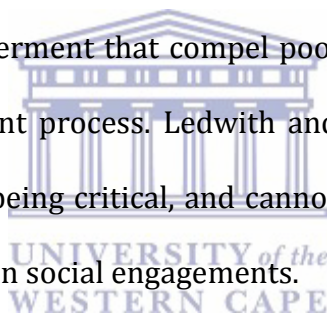 erment that compel poo
nt process. Ledwith and
being critical, and canno
UNIVERSITY of the
n social engagements.
WESTERN CAPE